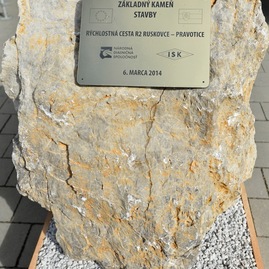 ZÁKLADNÝ KAMEŇ
STAVBY
RÝCHLOSTNÁ CESTA R2 RUSKOVCE – PRAVOTICE
NÁRODNÁ
DIAĽNIČNÁ
SPOLOČNOSŤ
ISK
6. MARCA 2014